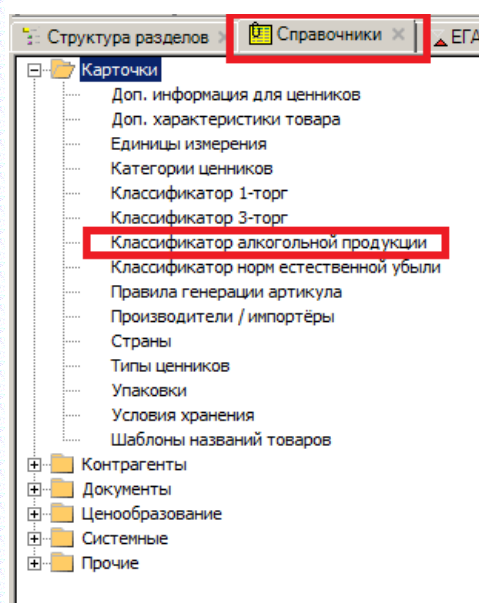 Структура разделов Справочники ЕГА
Карточки
Доп. информация для ценников
Доп. характеристики товара
Единицы измерения
Категории ценников
Классификатор 1-торг
Классификатор 3-торг
Классификатор алкогольной продукции
Классификатор норм естественной убыли
Правила генерации артикула
Производители / импортёры
Страны
Типы ценников
Упаковки
Условия хранения
Шаблоны названий товаров
Контрагенты
Документы
Ценообразование
Системные
Прочие